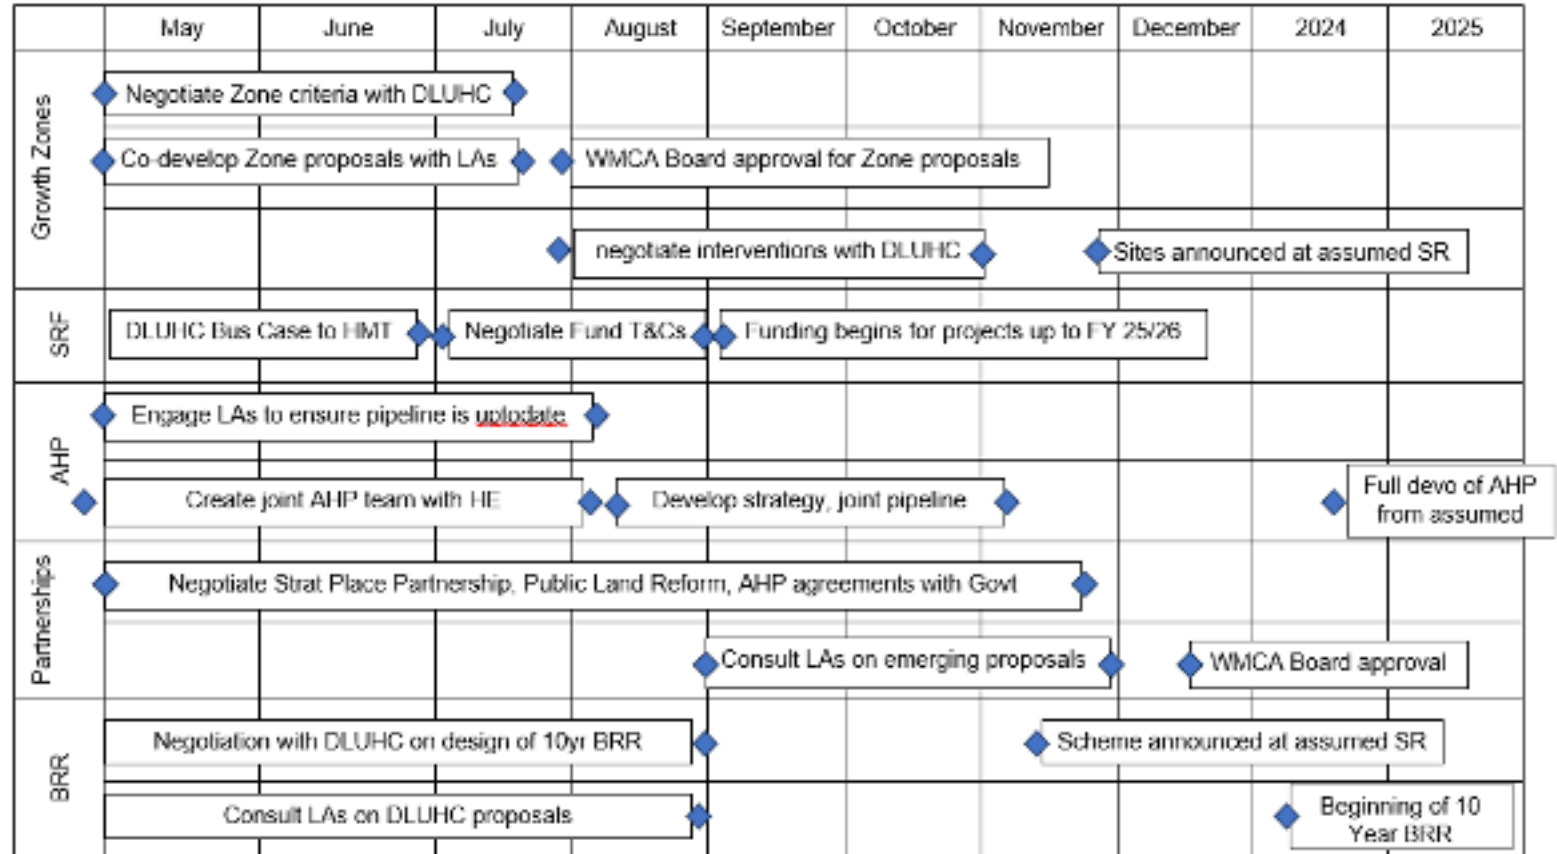 May June July August September October November December 2024 2025
Growth Zones
Negotiate Zone criteria with DLUHC
Co-develop Zone proposals with LAs
WMCA Board approval for Zone proposals
negotiate interventions with DLUHC
Sites announced at assumed SR
SRF
DLUHC Bus Case to HMT
Negotiate Fund T&Cs
Funding begins for projects up to FY 25/26
AHP
Engage LAs to ensure pipeline is uptodate
Create joint AHP team with HE
Develop strategy, joint pipeline
Full devo of AHP
from assumed
Partnerships
Negotiate Strat Place Partnership, Public Land Reform, AHP agreements with Govt
Consult LAs on emerging proposals
WMCA Board approval
BRR
Negotiation with DLUHC on design of 10yr BRR
Scheme announced at assumed SR
Consult LAs on DLUHC proposals
Beginning of 10
Year BRR